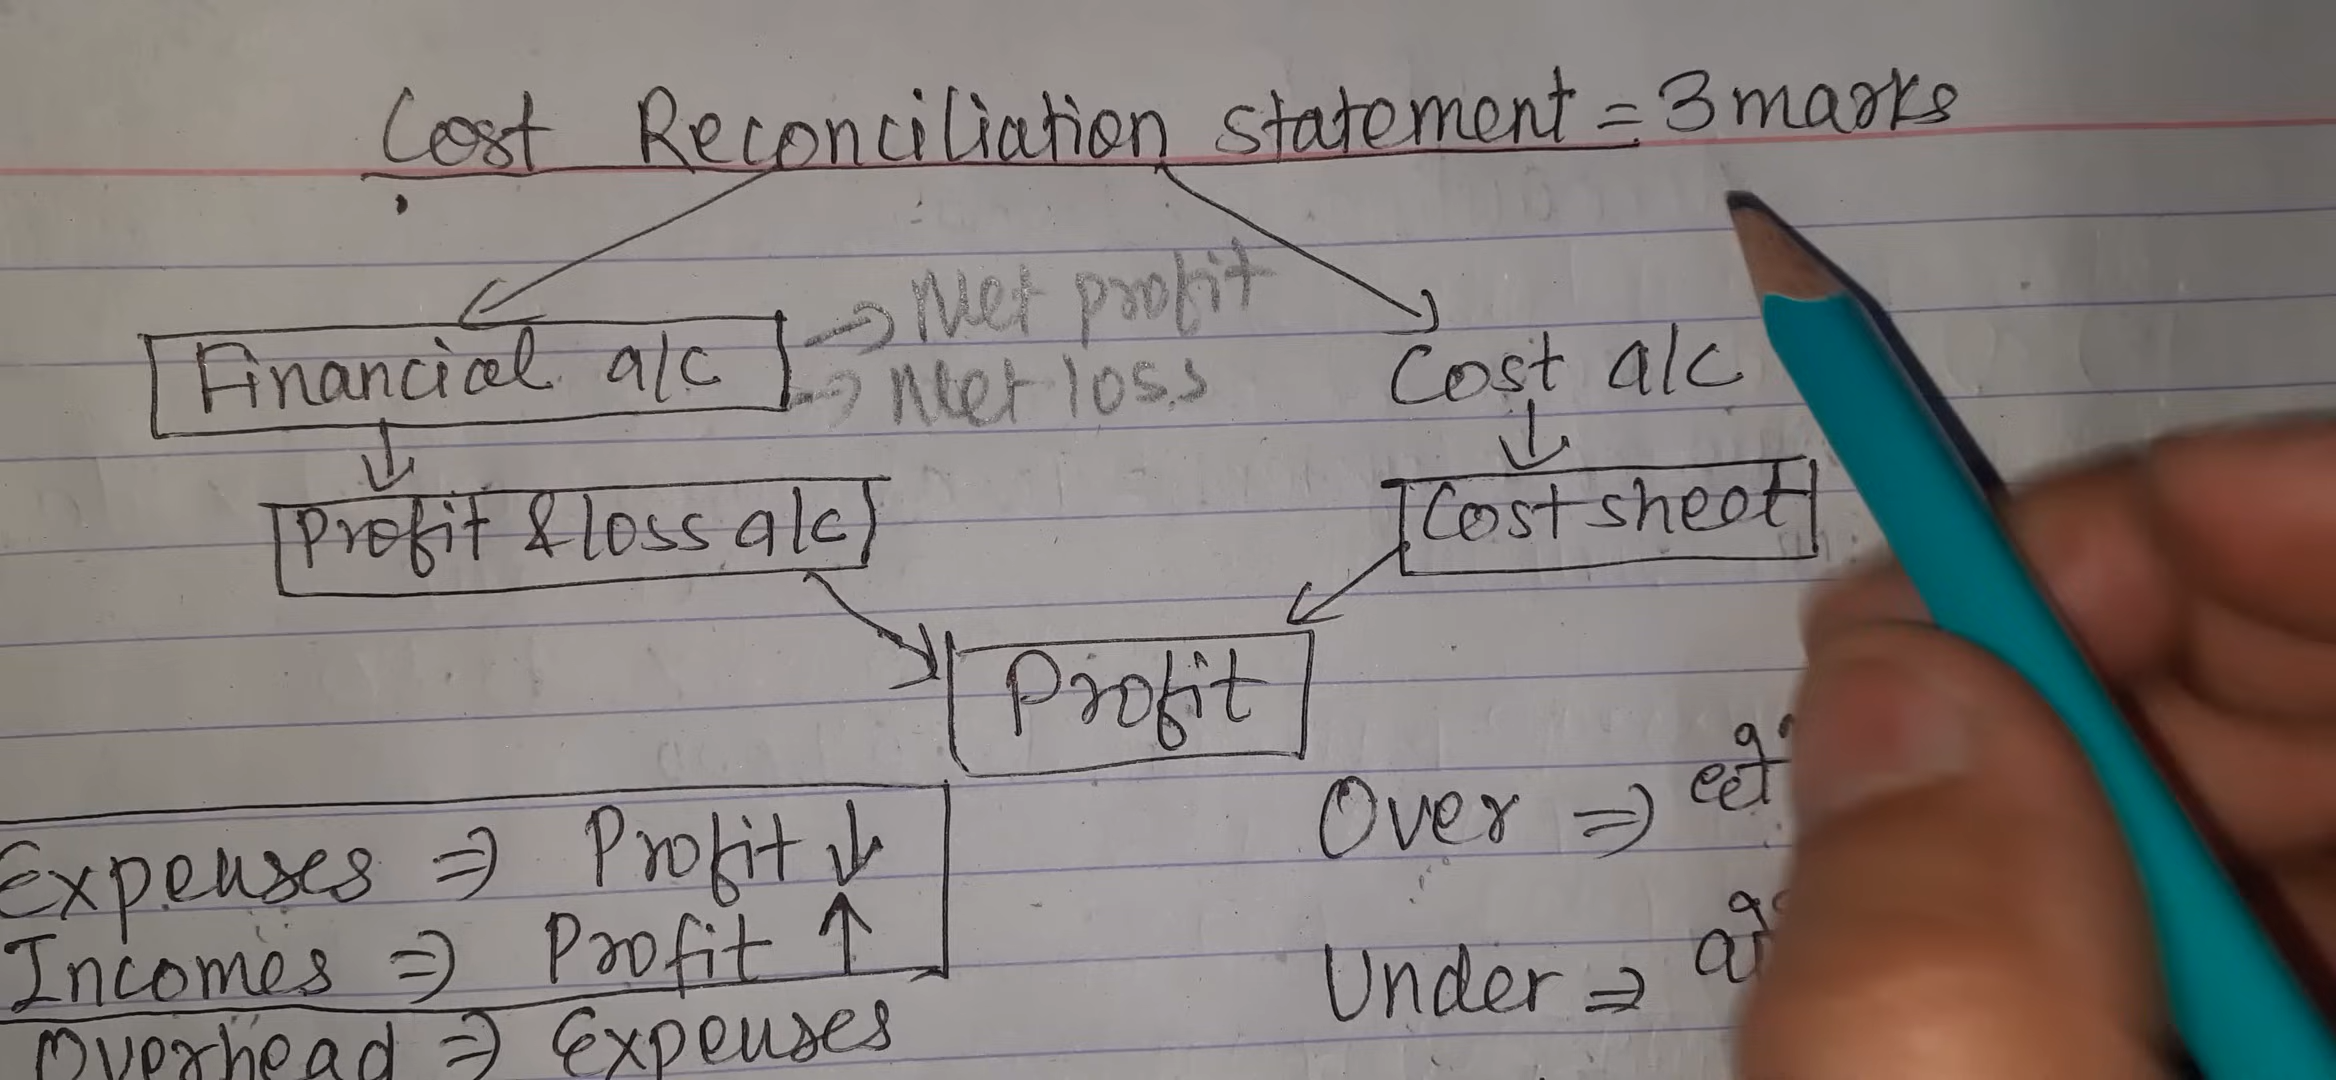 Cost Reconciliation statement = 3 marks
Financial a/c → Net profit
→ Net loss
Cost a/c
Profit & loss a/c
Cost sheet
Profit
Expenses ⇒ Profit ↓
Incomes ⇒ Profit ↑
Overhead ⇒ Expenses
Over ⇒
Under ⇒